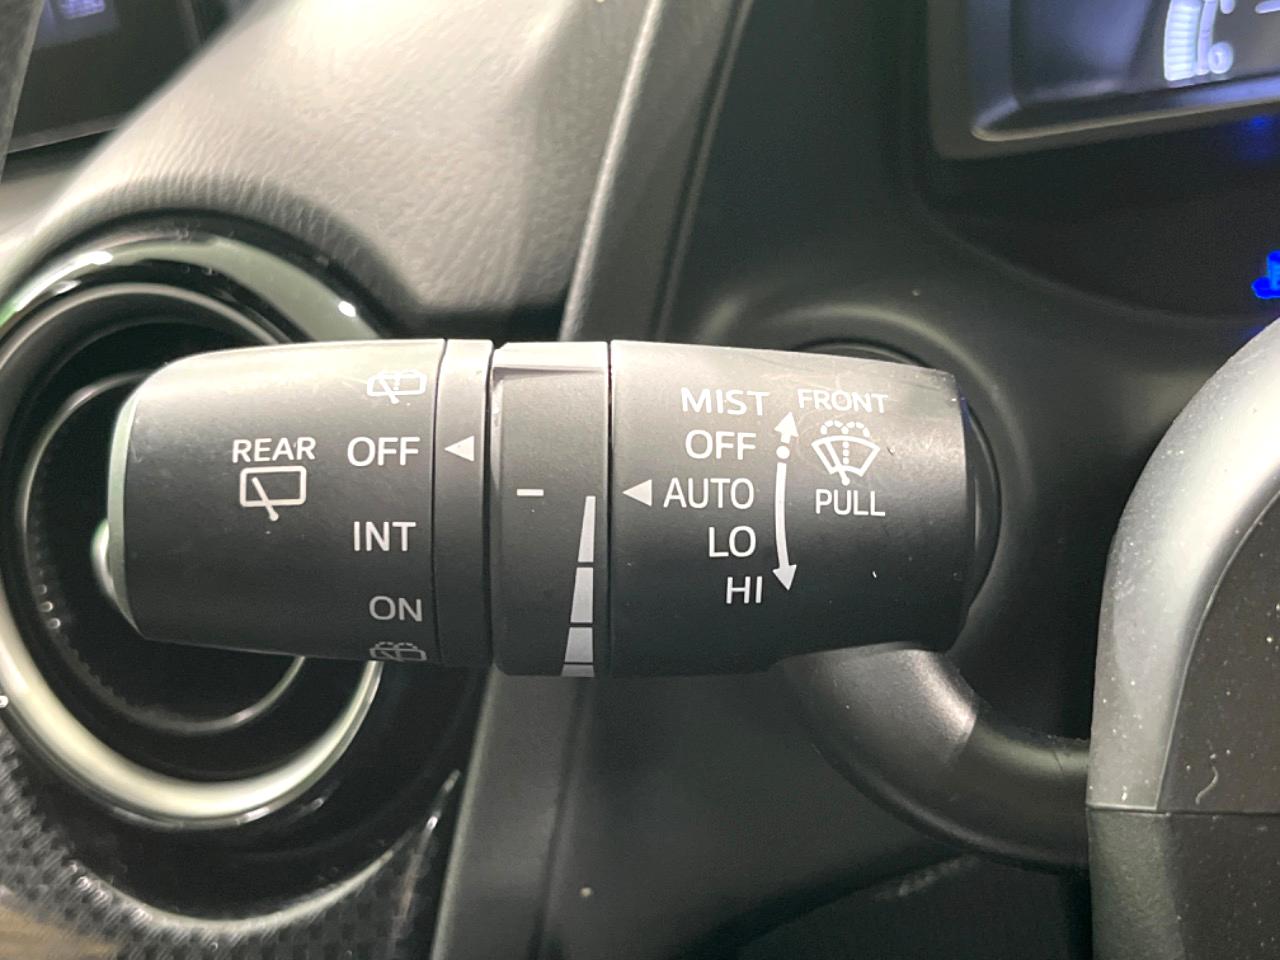 REAR
OFF
INT
ON
MIST
OFF
AUTO
LO
HI
FRONT
PULL